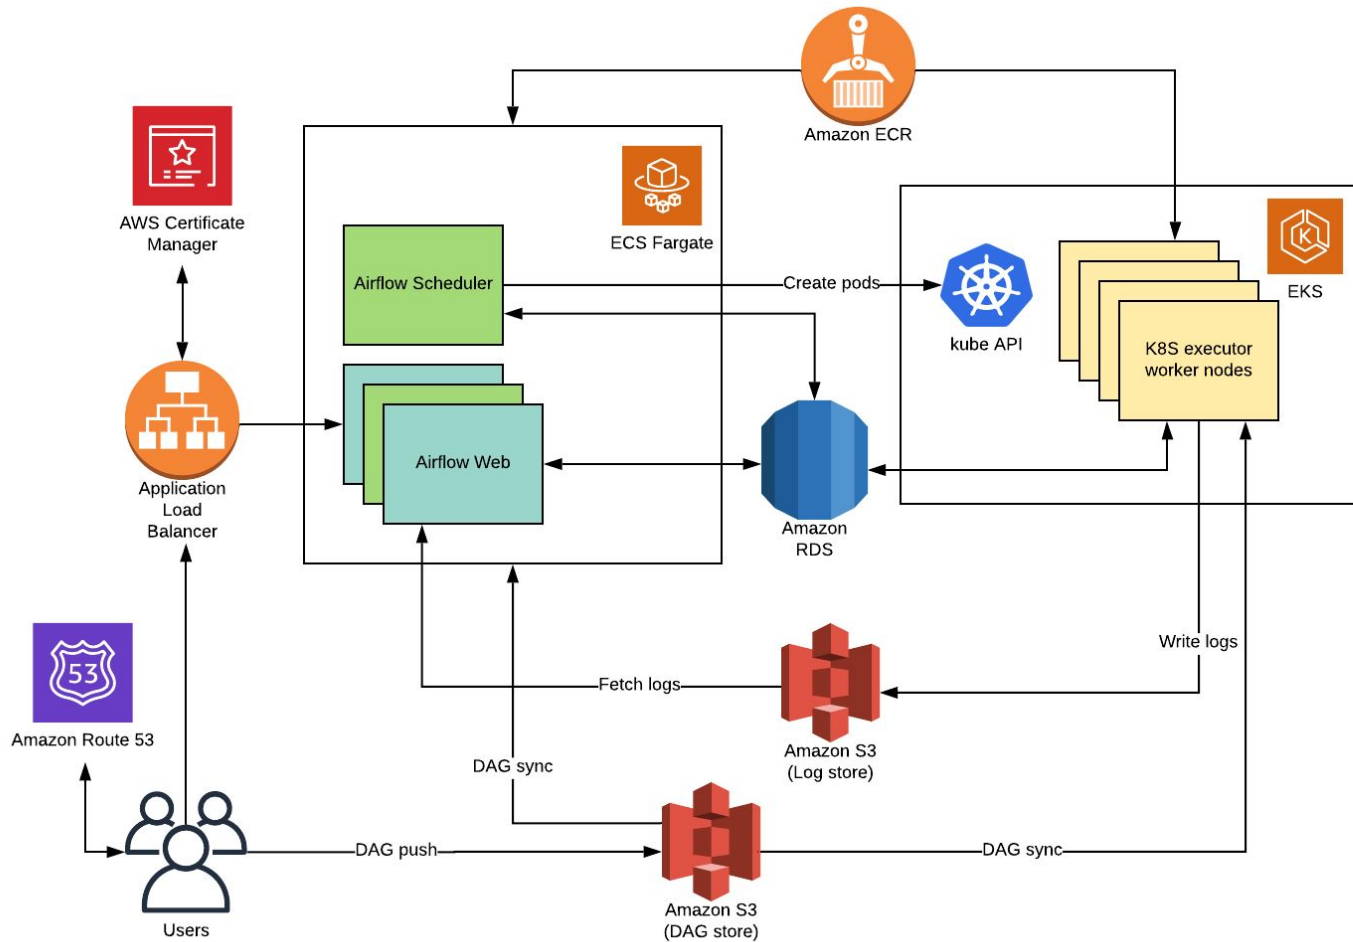 Amazon ECR
AWS Certificate
Manager
ECS Fargate
Airflow Scheduler
Create pods
kube API
K
EKS
K8S executor
worker nodes
Airflow Web
Application
Load
Balancer
Amazon
RDS
53
Amazon Route 53
Fetch logs
Write logs
Amazon S3
(Log store)
DAG sync
DAG push
DAG sync
Amazon S3
(DAG store)
Users